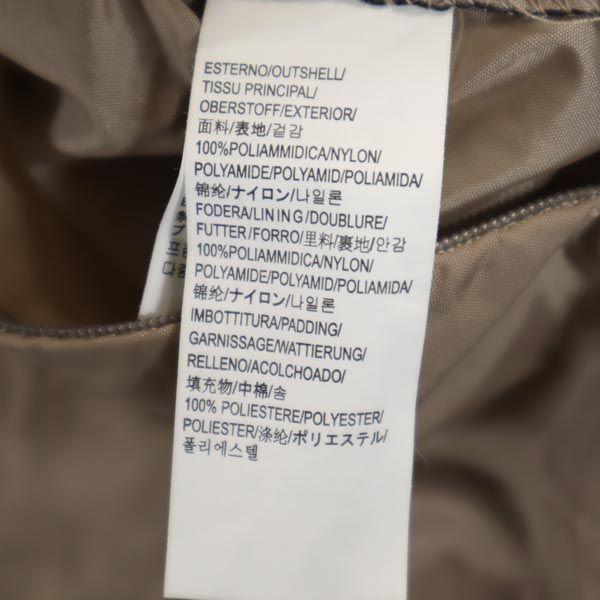 ESTERNO/OUTSHELL/
TISSU PRINCIPAL/
OBERSTOFF/EXTERIOR/
面料/表地/겉감
100%POLIAMMIDICA/NYLON/
POLYAMIDE/POLYAMID/POLIAMIDA/
锦纶/ナイロン/나일론
FODERA/LINING/DOUBLURE/
FUTTER/FORRO/里料/裏地/안감
100%POLIAMMIDICA/NYLON/
POLYAMIDE/POLYAMID/POLIAMIDA/
锦纶/ナイロン/나일론
IMBOTTITURA/PADDING/
GARNISSAGE/WATTIERUNG/
RELLENO/ACOLCHOADO/
填充物/中棉/솜
100% POLIESTERE/POLYESTER/
POLIESTER/涤纶/ポリエステル/
폴리에스텔